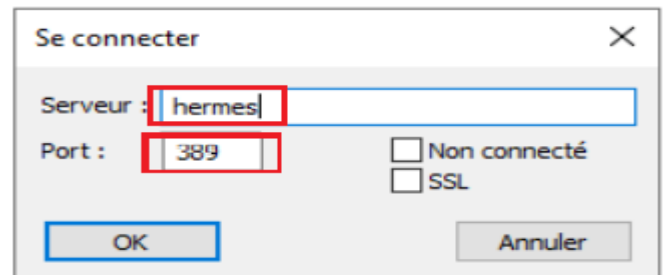 Se connecter
Serveur : hermes
Port : 389 Non connecté
SSL
OK Annuler